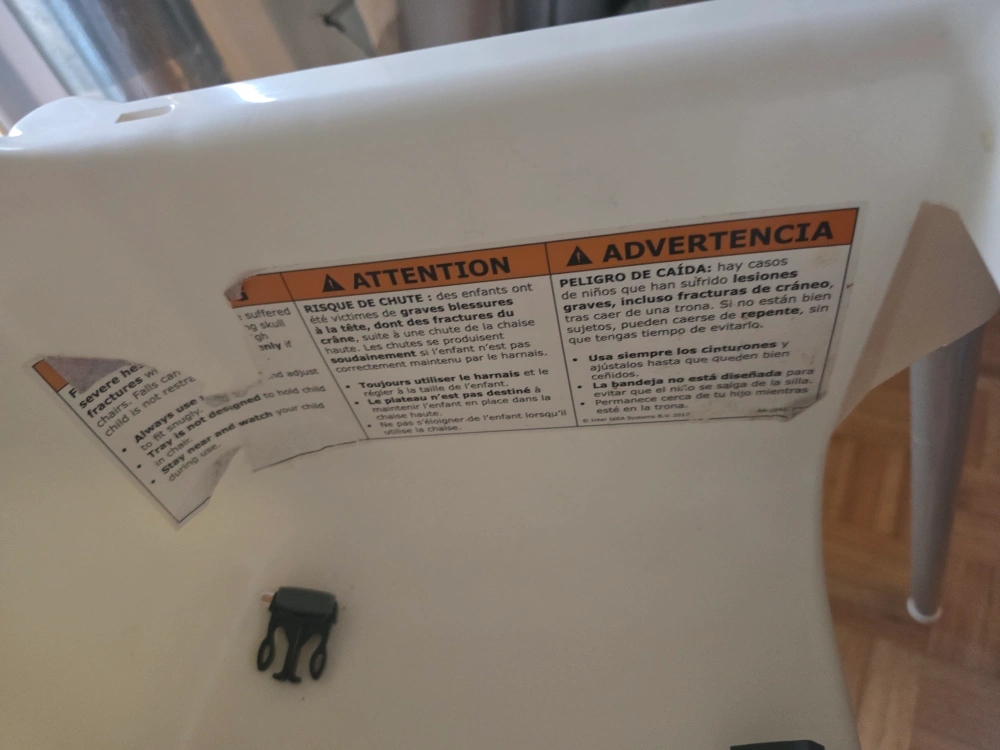 severe he
fractures wi
chairs. Falls can
child is not restra
Always use
to fit snugly.
• Tray is not designed to hold child
in chair.
• Stay near and watch your child
during use.
suffered
skull
only if
and adjust
⚠ ATTENTION
RISQUE DE CHUTE : des enfants ont
été victimes de graves blessures
à la tête, dont des fractures du
crâne, suite à une chute de la chaise
haute. Les chutes se produisent
soudainement si l'enfant n'est pas
correctement maintenu par le harnais.
• Toujours utiliser le harnais et le
régler à la taille de l'enfant.
• Le plateau n'est pas destiné à
maintenir l'enfant en place dans la
chaise haute.
• Ne pas s'éloigner de l'enfant lorsqu'il
utilise la chaise.
⚠ ADVERTENCIA
PELIGRO DE CAÍDA: hay casos
de niños que han sufrido lesiones
graves, incluso fracturas de cráneo,
tras caer de una trona. Si no están bien
sujetos, pueden caerse de repente, sin
que tengas tiempo de evitarlo.
• Usa siempre los cinturones y
ajústalos hasta que queden bien
ceñidos.
• La bandeja no está diseñada para
evitar que el niño se salga de la silla.
• Permanece cerca de tu hijo mientras
esté en la trona.
© Inter IKEA Systems B.V. 2017